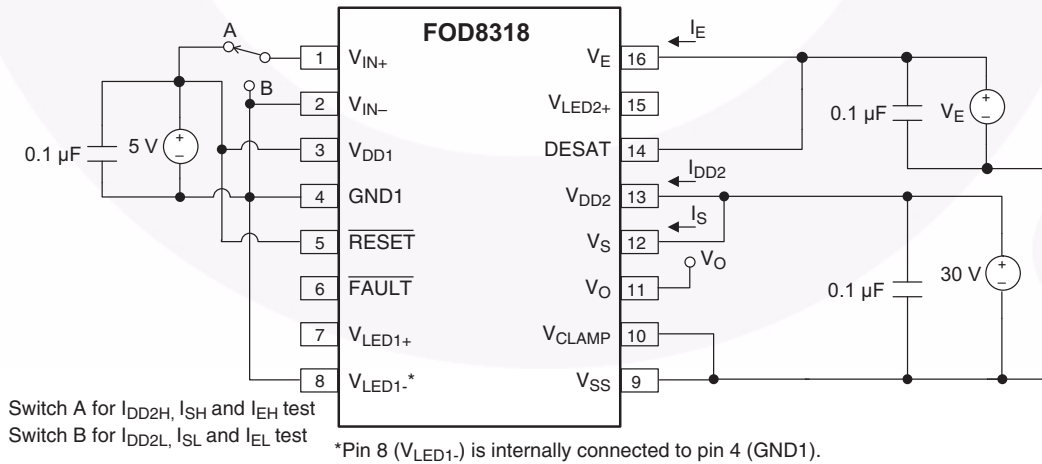 FOD8318
A
B
0.1 µF
5 V
+
–
1 V_IN+
2 V_IN–
3 V_DD1
4 GND1
5 RESET
6 FAULT
7 V_LED1+
8 V_LED1-*
V_E 16
V_LED2+ 15
DESAT 14
V_DD2 13
V_S 12
V_O 11
V_CLAMP 10
V_SS 9
I_E
I_DD2
I_S
V_O
0.1 µF
V_E
+
–
0.1 µF
30 V
+
–
Switch A for I_DD2H, I_SH and I_EH test
Switch B for I_DD2L, I_SL and I_EL test
*Pin 8 (V_LED1-) is internally connected to pin 4 (GND1).